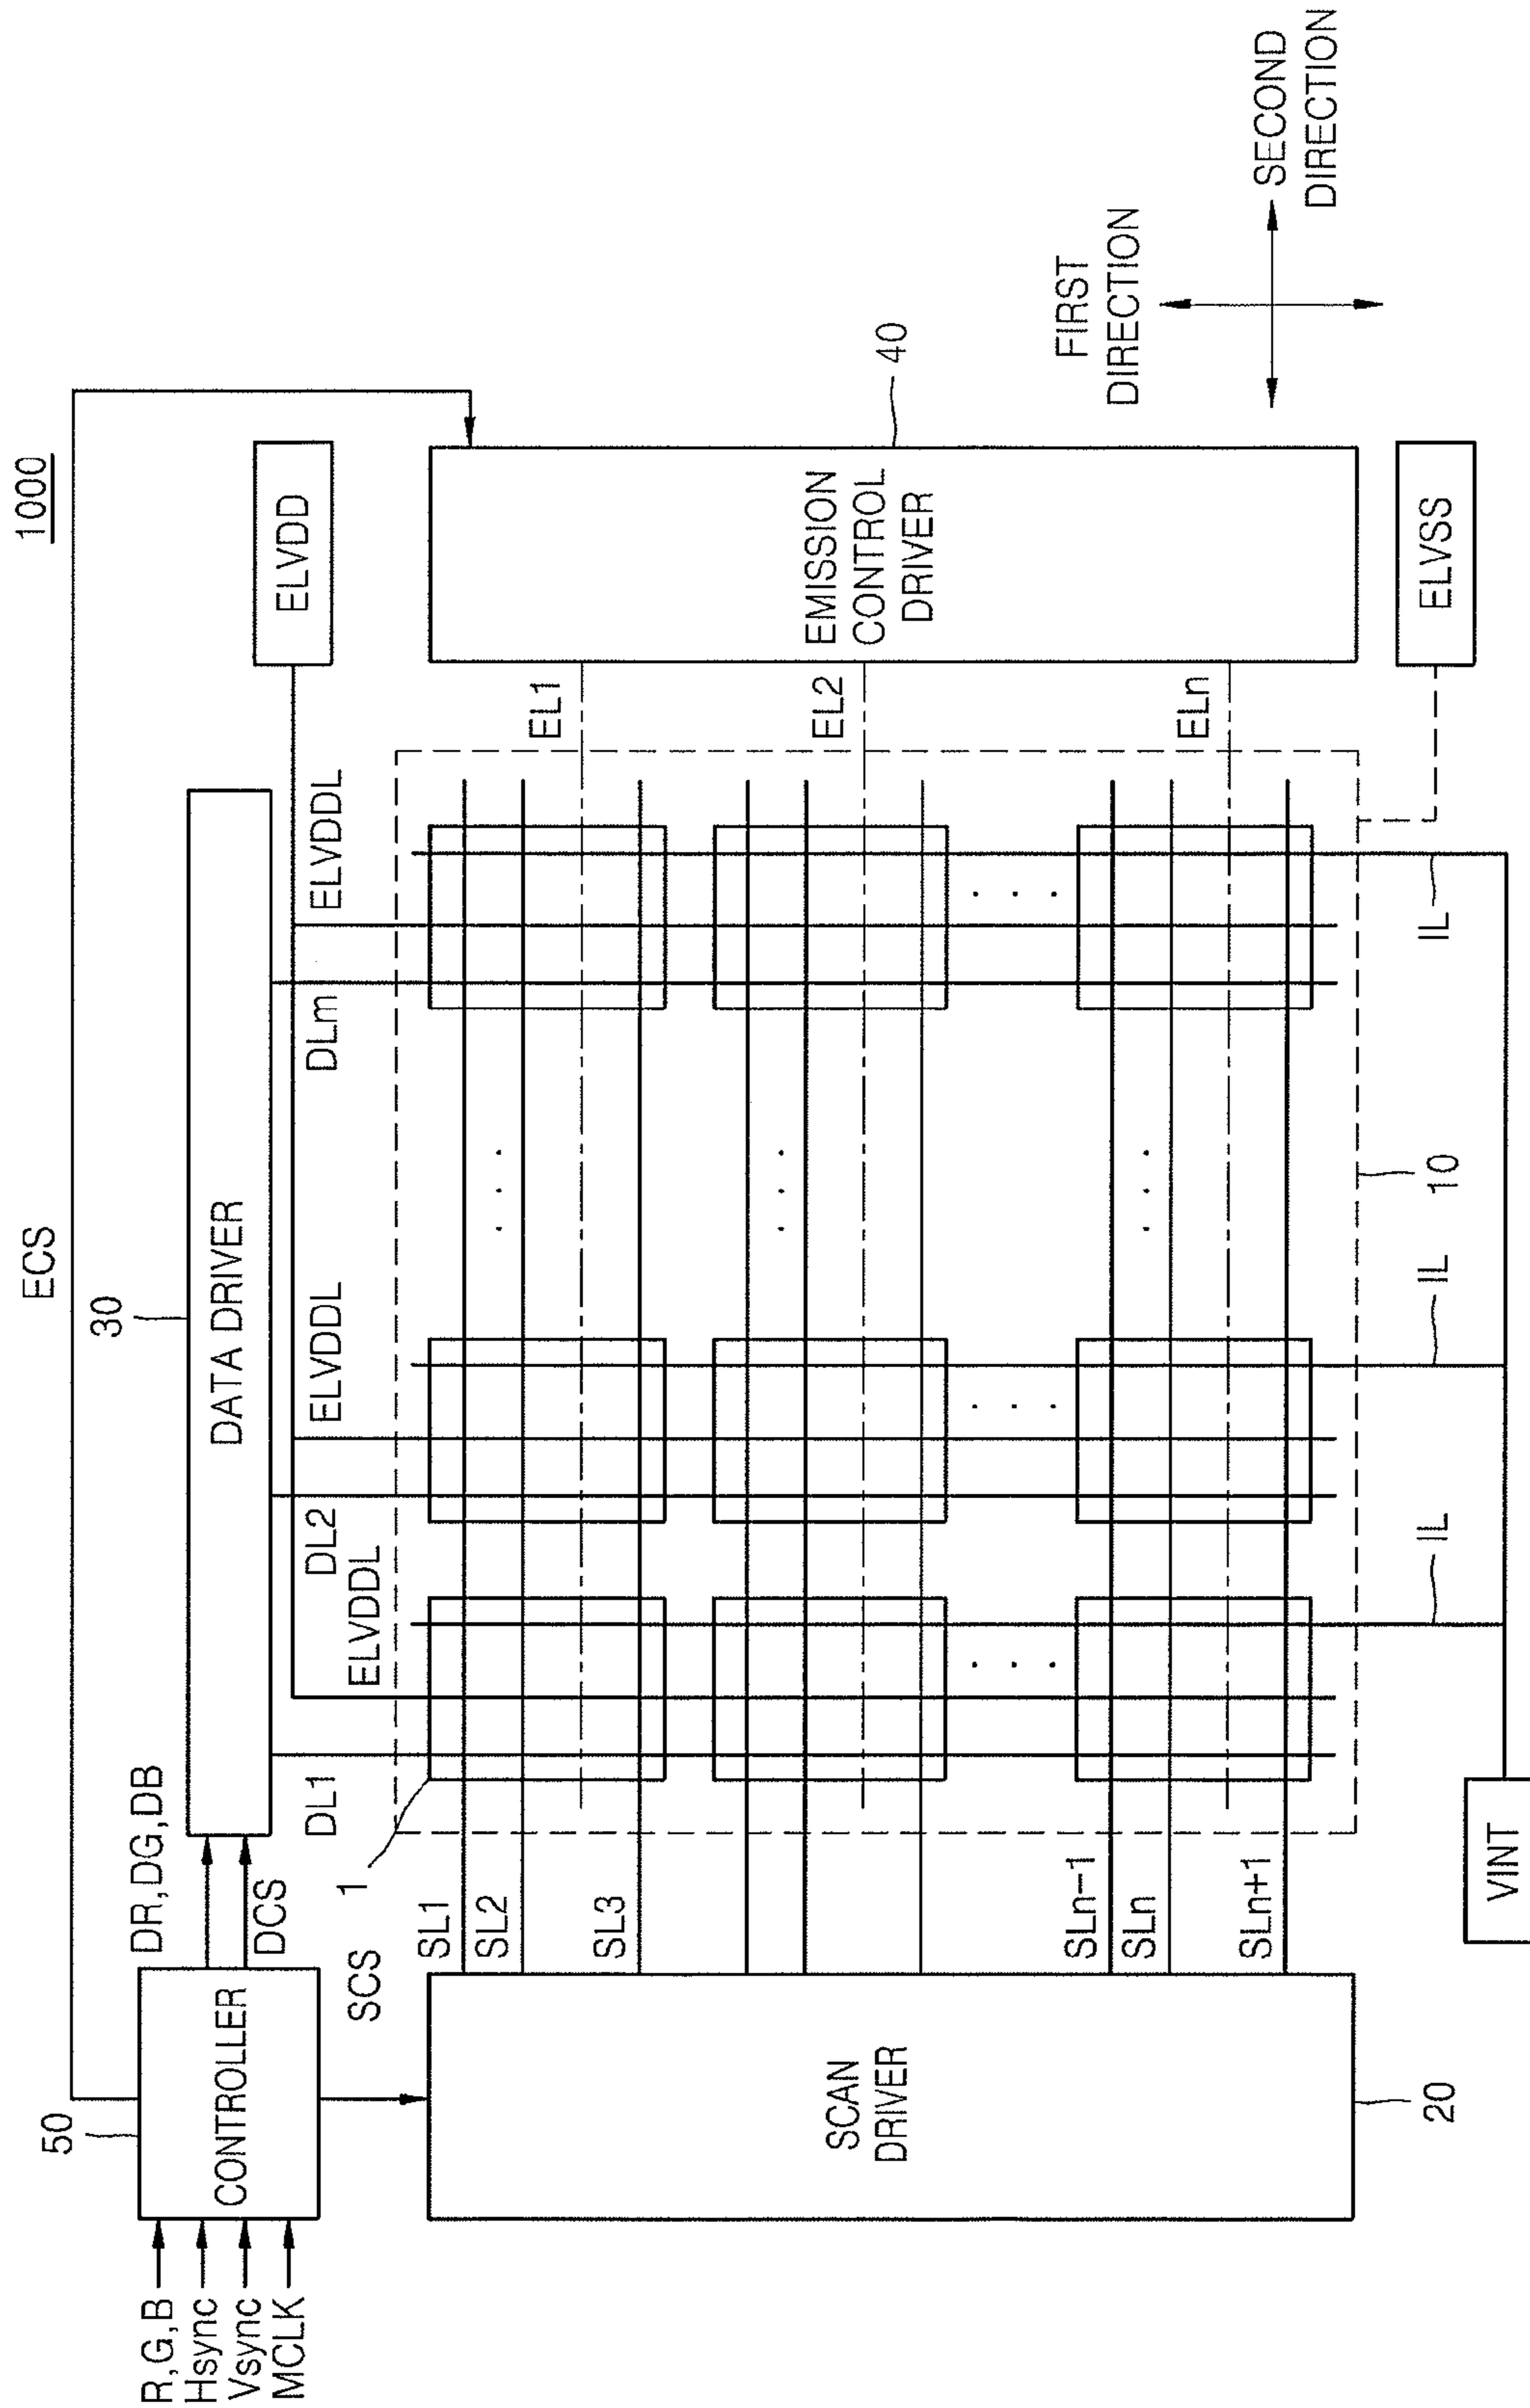 1000
ECS
50
CONTROLLER
R,G,B
Hsync
Vsync
MCLK
DR,DG,DB
DCS
30
DATA DRIVER
ELVDD
SCS
1
DL1
ELVDDL
DL2
ELVDDL
DLm
ELVDDL
SCAN
DRIVER
20
SL1
SL2
SL3
SLn-1
SLn
SLn+1
EL1
EL2
ELn
EMISSION
CONTROL
DRIVER
40
FIRST
DIRECTION
SECOND
DIRECTION
ELVSS
IL
IL
10
IL
VINT